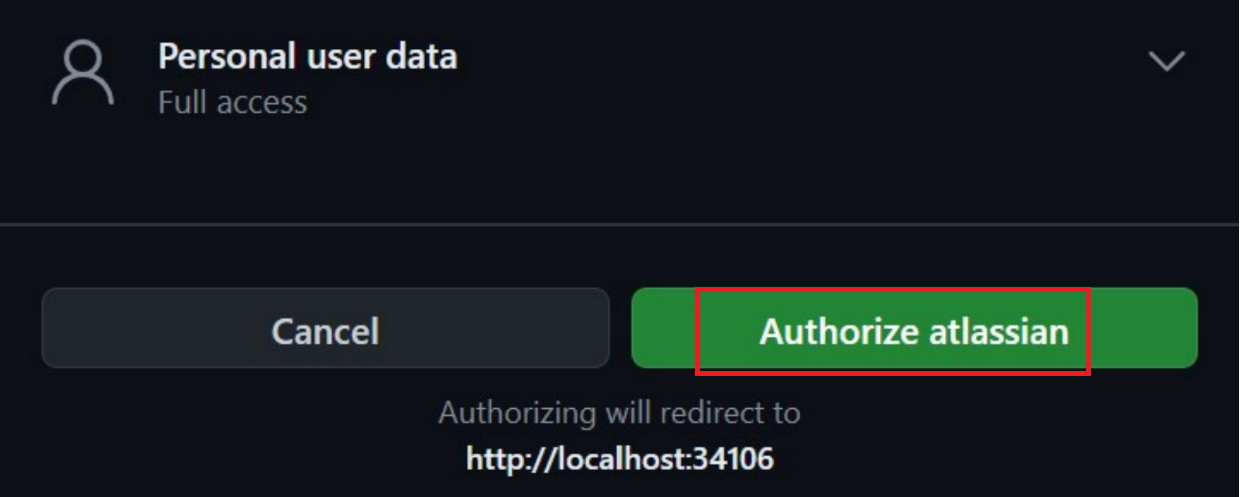 Personal user data
Full access
Cancel
Authorize atlassian
Authorizing will redirect to
http://localhost:34106